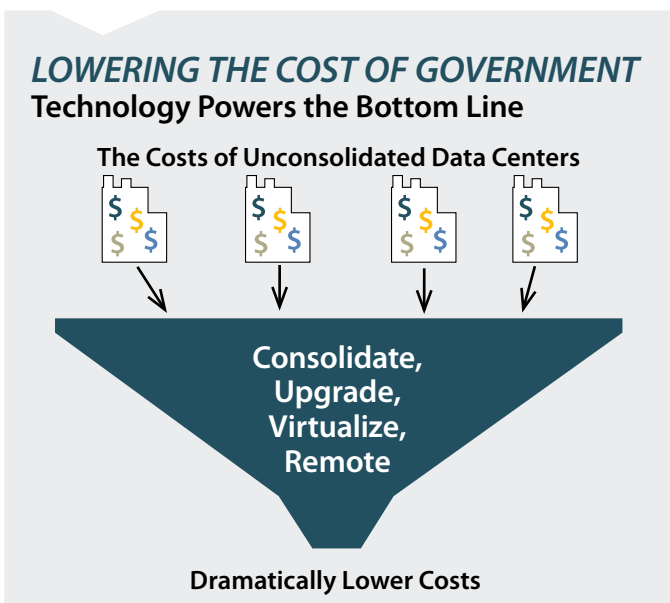 LOWERING THE COST OF GOVERNMENT
Technology Powers the Bottom Line
The Costs of Unconsolidated Data Centers
$ $ $ $
$ $ $ $
$ $ $ $
$ $ $ $
Consolidate,
Upgrade,
Virtualize,
Remote
Dramatically Lower Costs